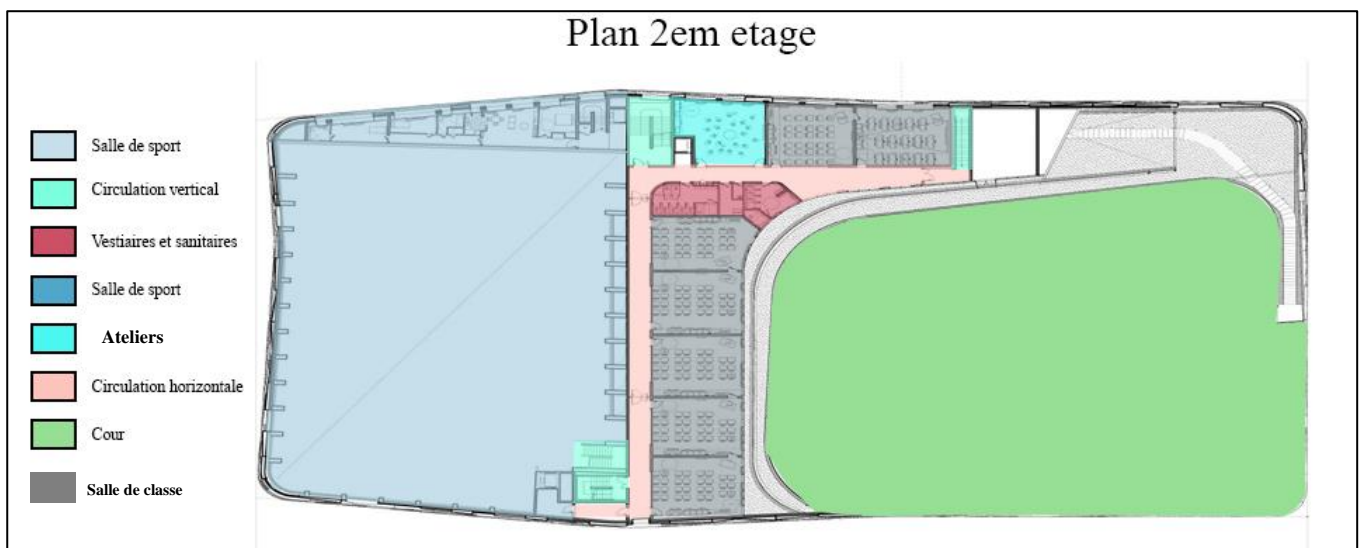 Plan 2em etage
Salle de sport
Circulation vertical
Vestiaires et sanitaires
Salle de sport
Ateliers
Circulation horizontale
Cour
Salle de classe